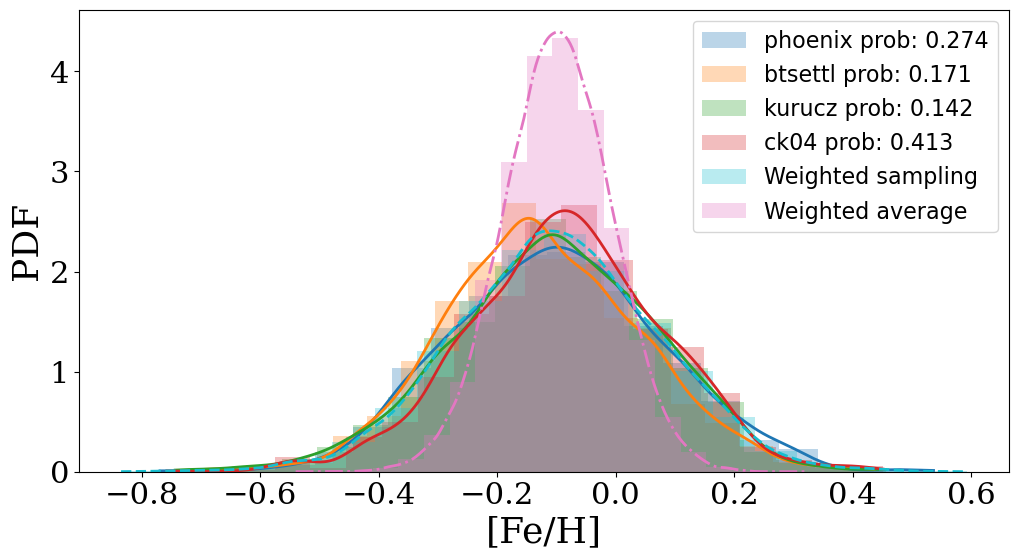 phoenix prob: 0.274
btsettl prob: 0.171
kurucz prob: 0.142
ck04 prob: 0.413
Weighted sampling
Weighted average
PDF
4
3
2
1
0
−0.8 −0.6 −0.4 −0.2 0.0 0.2 0.4 0.6
[Fe/H]